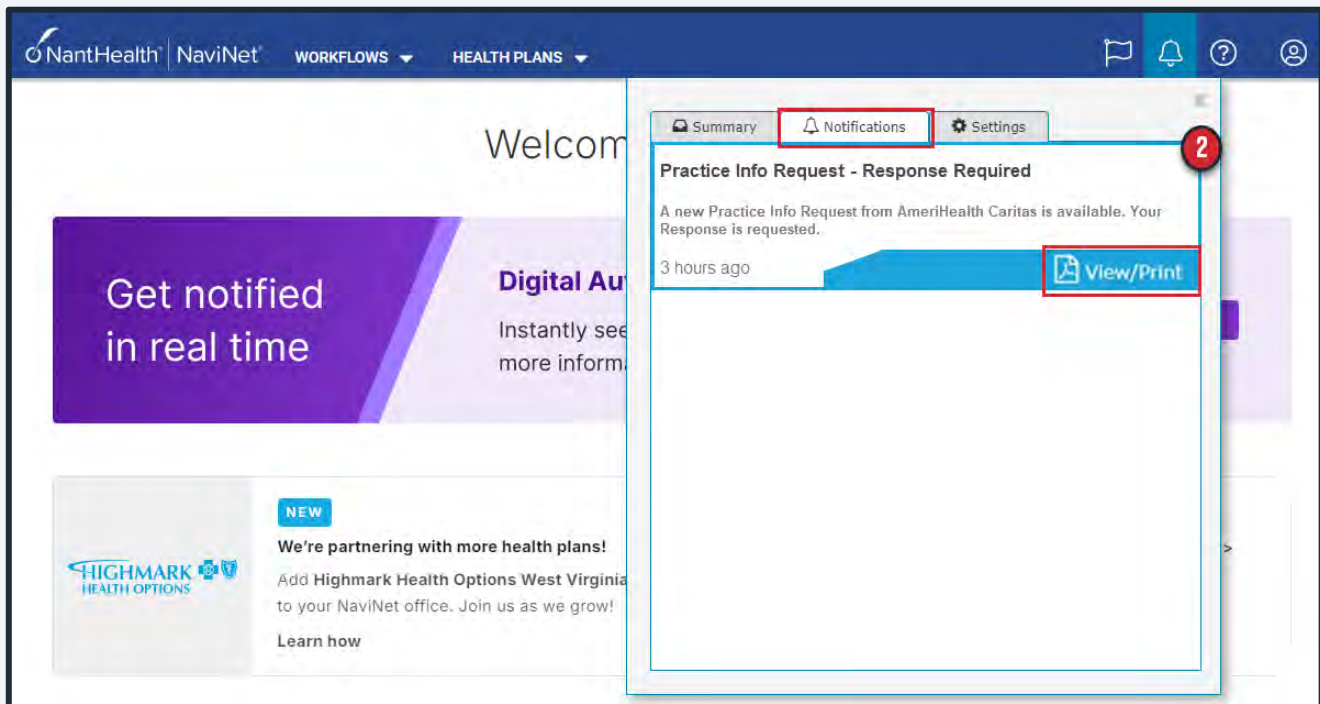 NantHealth® NaviNet® WORKFLOWS HEALTH PLANS
Summary Notifications Settings
2
Practice Info Request - Response Required
A new Practice Info Request from AmeriHealth Caritas is available. Your
Response is requested.
3 hours ago View/Print
Welcom
Get notified
in real time
Digital Au
Instantly see
more informa
HIGHMARK
HEALTH OPTIONS
NEW
We're partnering with more health plans!
Add Highmark Health Options West Virginia
to your NaviNet office. Join us as we grow!
Learn how
>